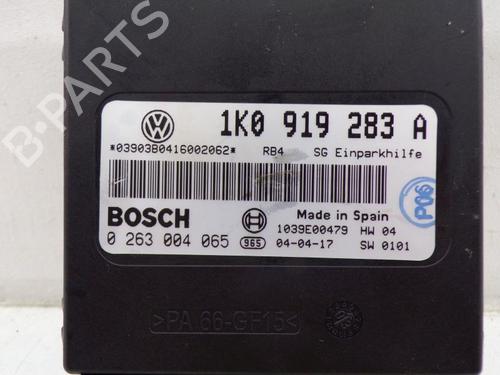 1K0 919 283 A
*03903B0416002062* RB4 SG Einparkhilfe
BOSCH
Made in Spain
1039E00479 HW 04
0 263 004 065 965 04-04-17 SW 0101
P06
>PA 66-GF15<
B-PARTS